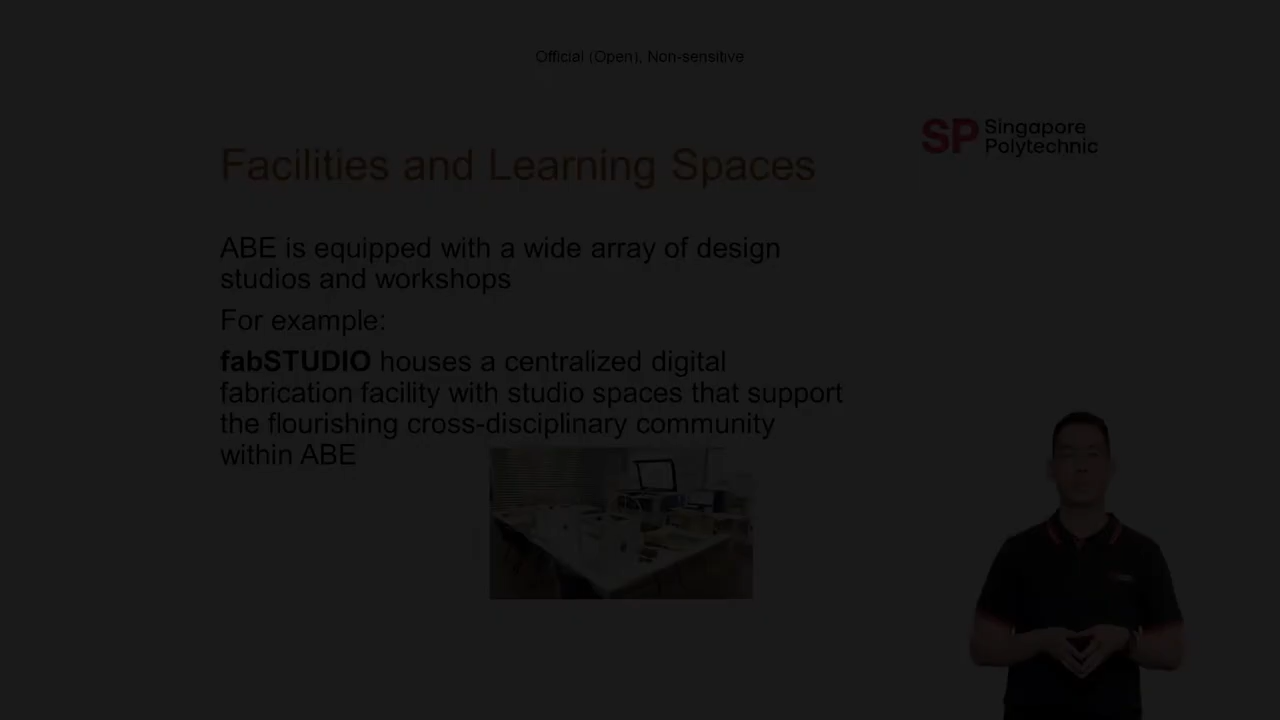 Official (Open), Non-sensitive
SP Singapore
Polytechnic
Facilities and Learning Spaces
ABE is equipped with a wide array of design
studios and workshops
For example:
fabSTUDIO houses a centralized digital
fabrication facility with studio spaces that support
the flourishing cross-disciplinary community
within ABE